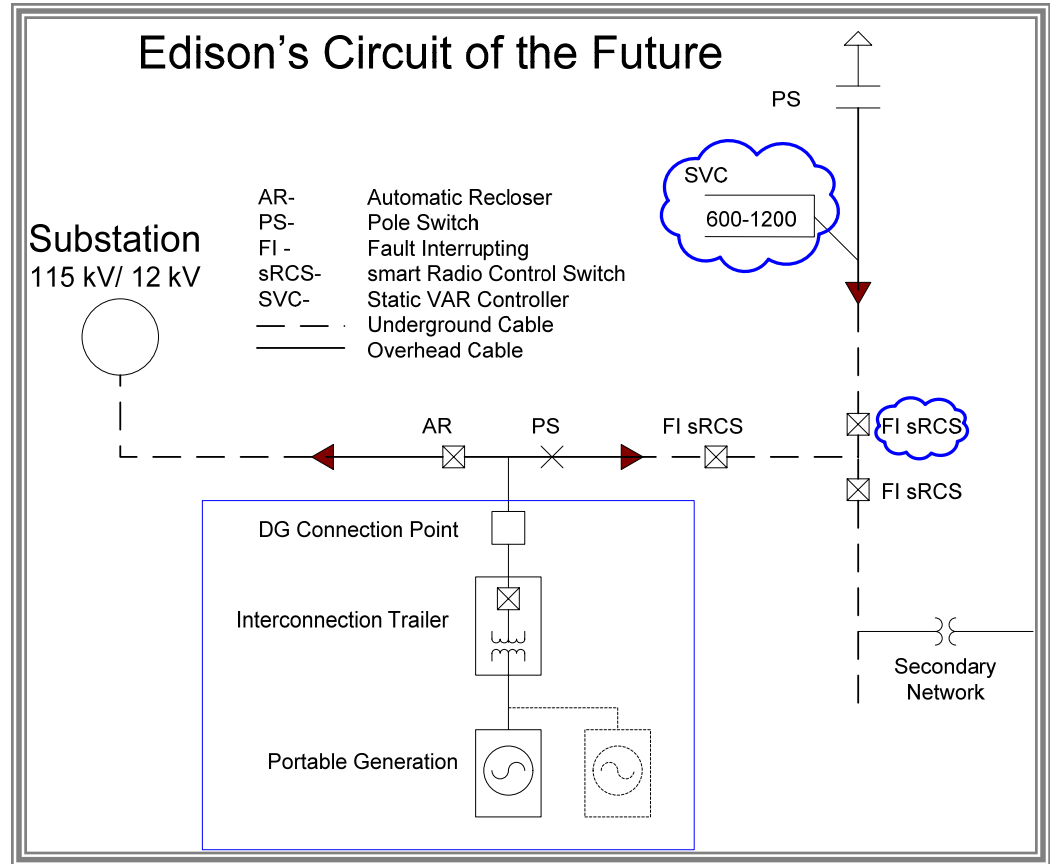 Edison's Circuit of the Future
PS
SVC
600-1200
AR- Automatic Recloser
PS- Pole Switch
FI - Fault Interrupting
sRCS- smart Radio Control Switch
SVC- Static VAR Controller
Underground Cable
Overhead Cable
Substation
115 kV/ 12 kV
AR
PS
FI sRCS
FI sRCS
FI sRCS
DG Connection Point
Interconnection Trailer
Portable Generation
Secondary
Network